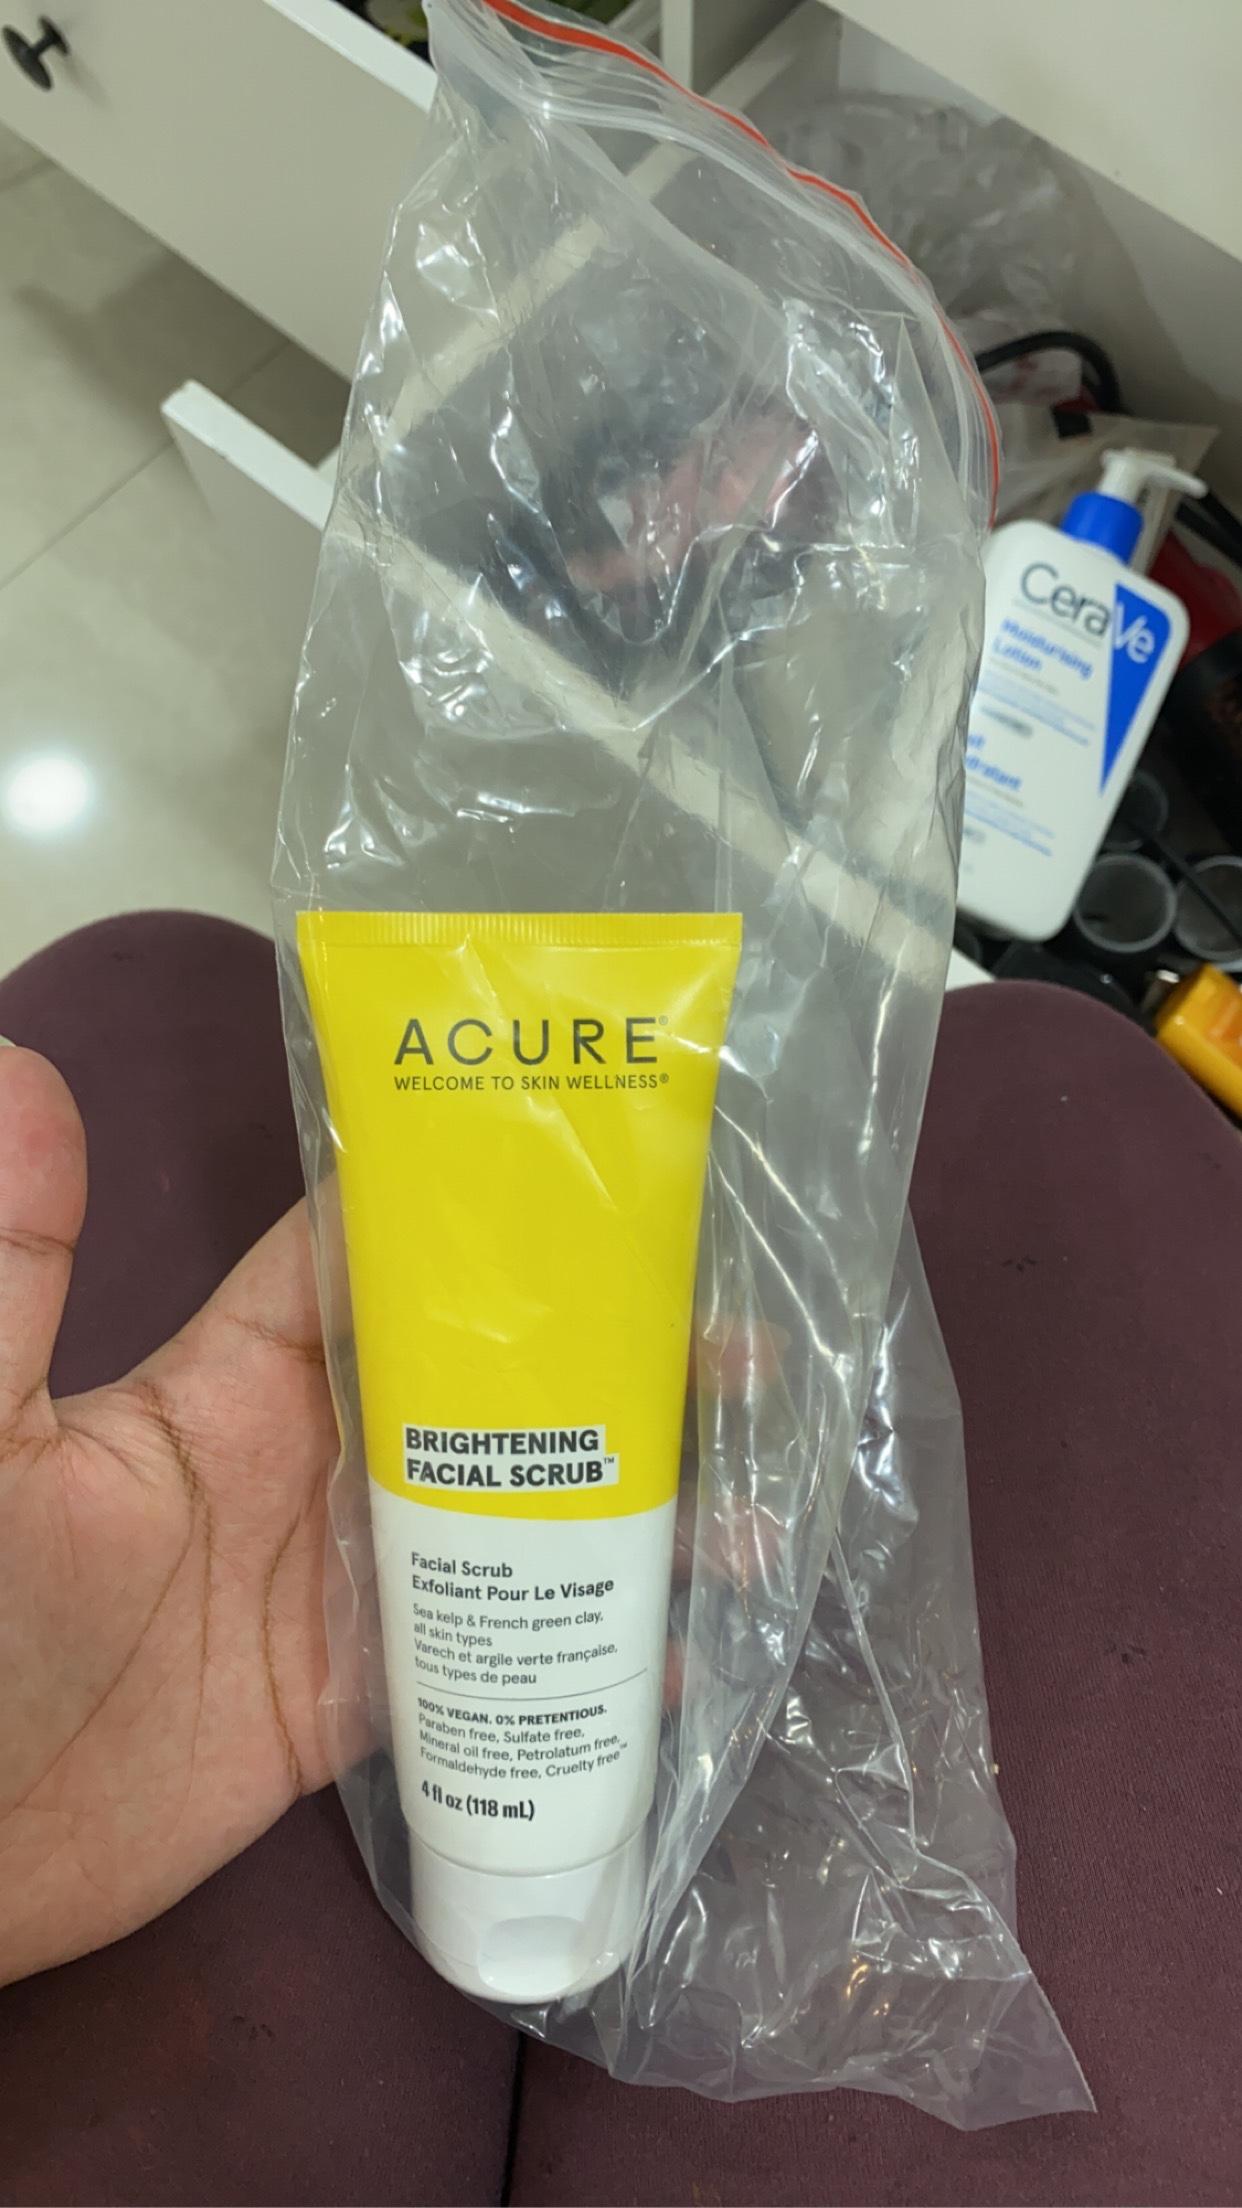 ACURE®
WELCOME TO SKIN WELLNESS®
BRIGHTENING
FACIAL SCRUB™
Facial Scrub
Exfoliant Pour Le Visage
Sea kelp & French green clay,
all skin types
Varech et argile verte française,
tous types de peau
100% VEGAN. 0% PRETENTIOUS.
Paraben free, Sulfate free,
Mineral oil free, Petrolatum free,
Formaldehyde free, Cruelty free™
4 fl oz (118 mL)
CeraVe
Moisturising
Lotion